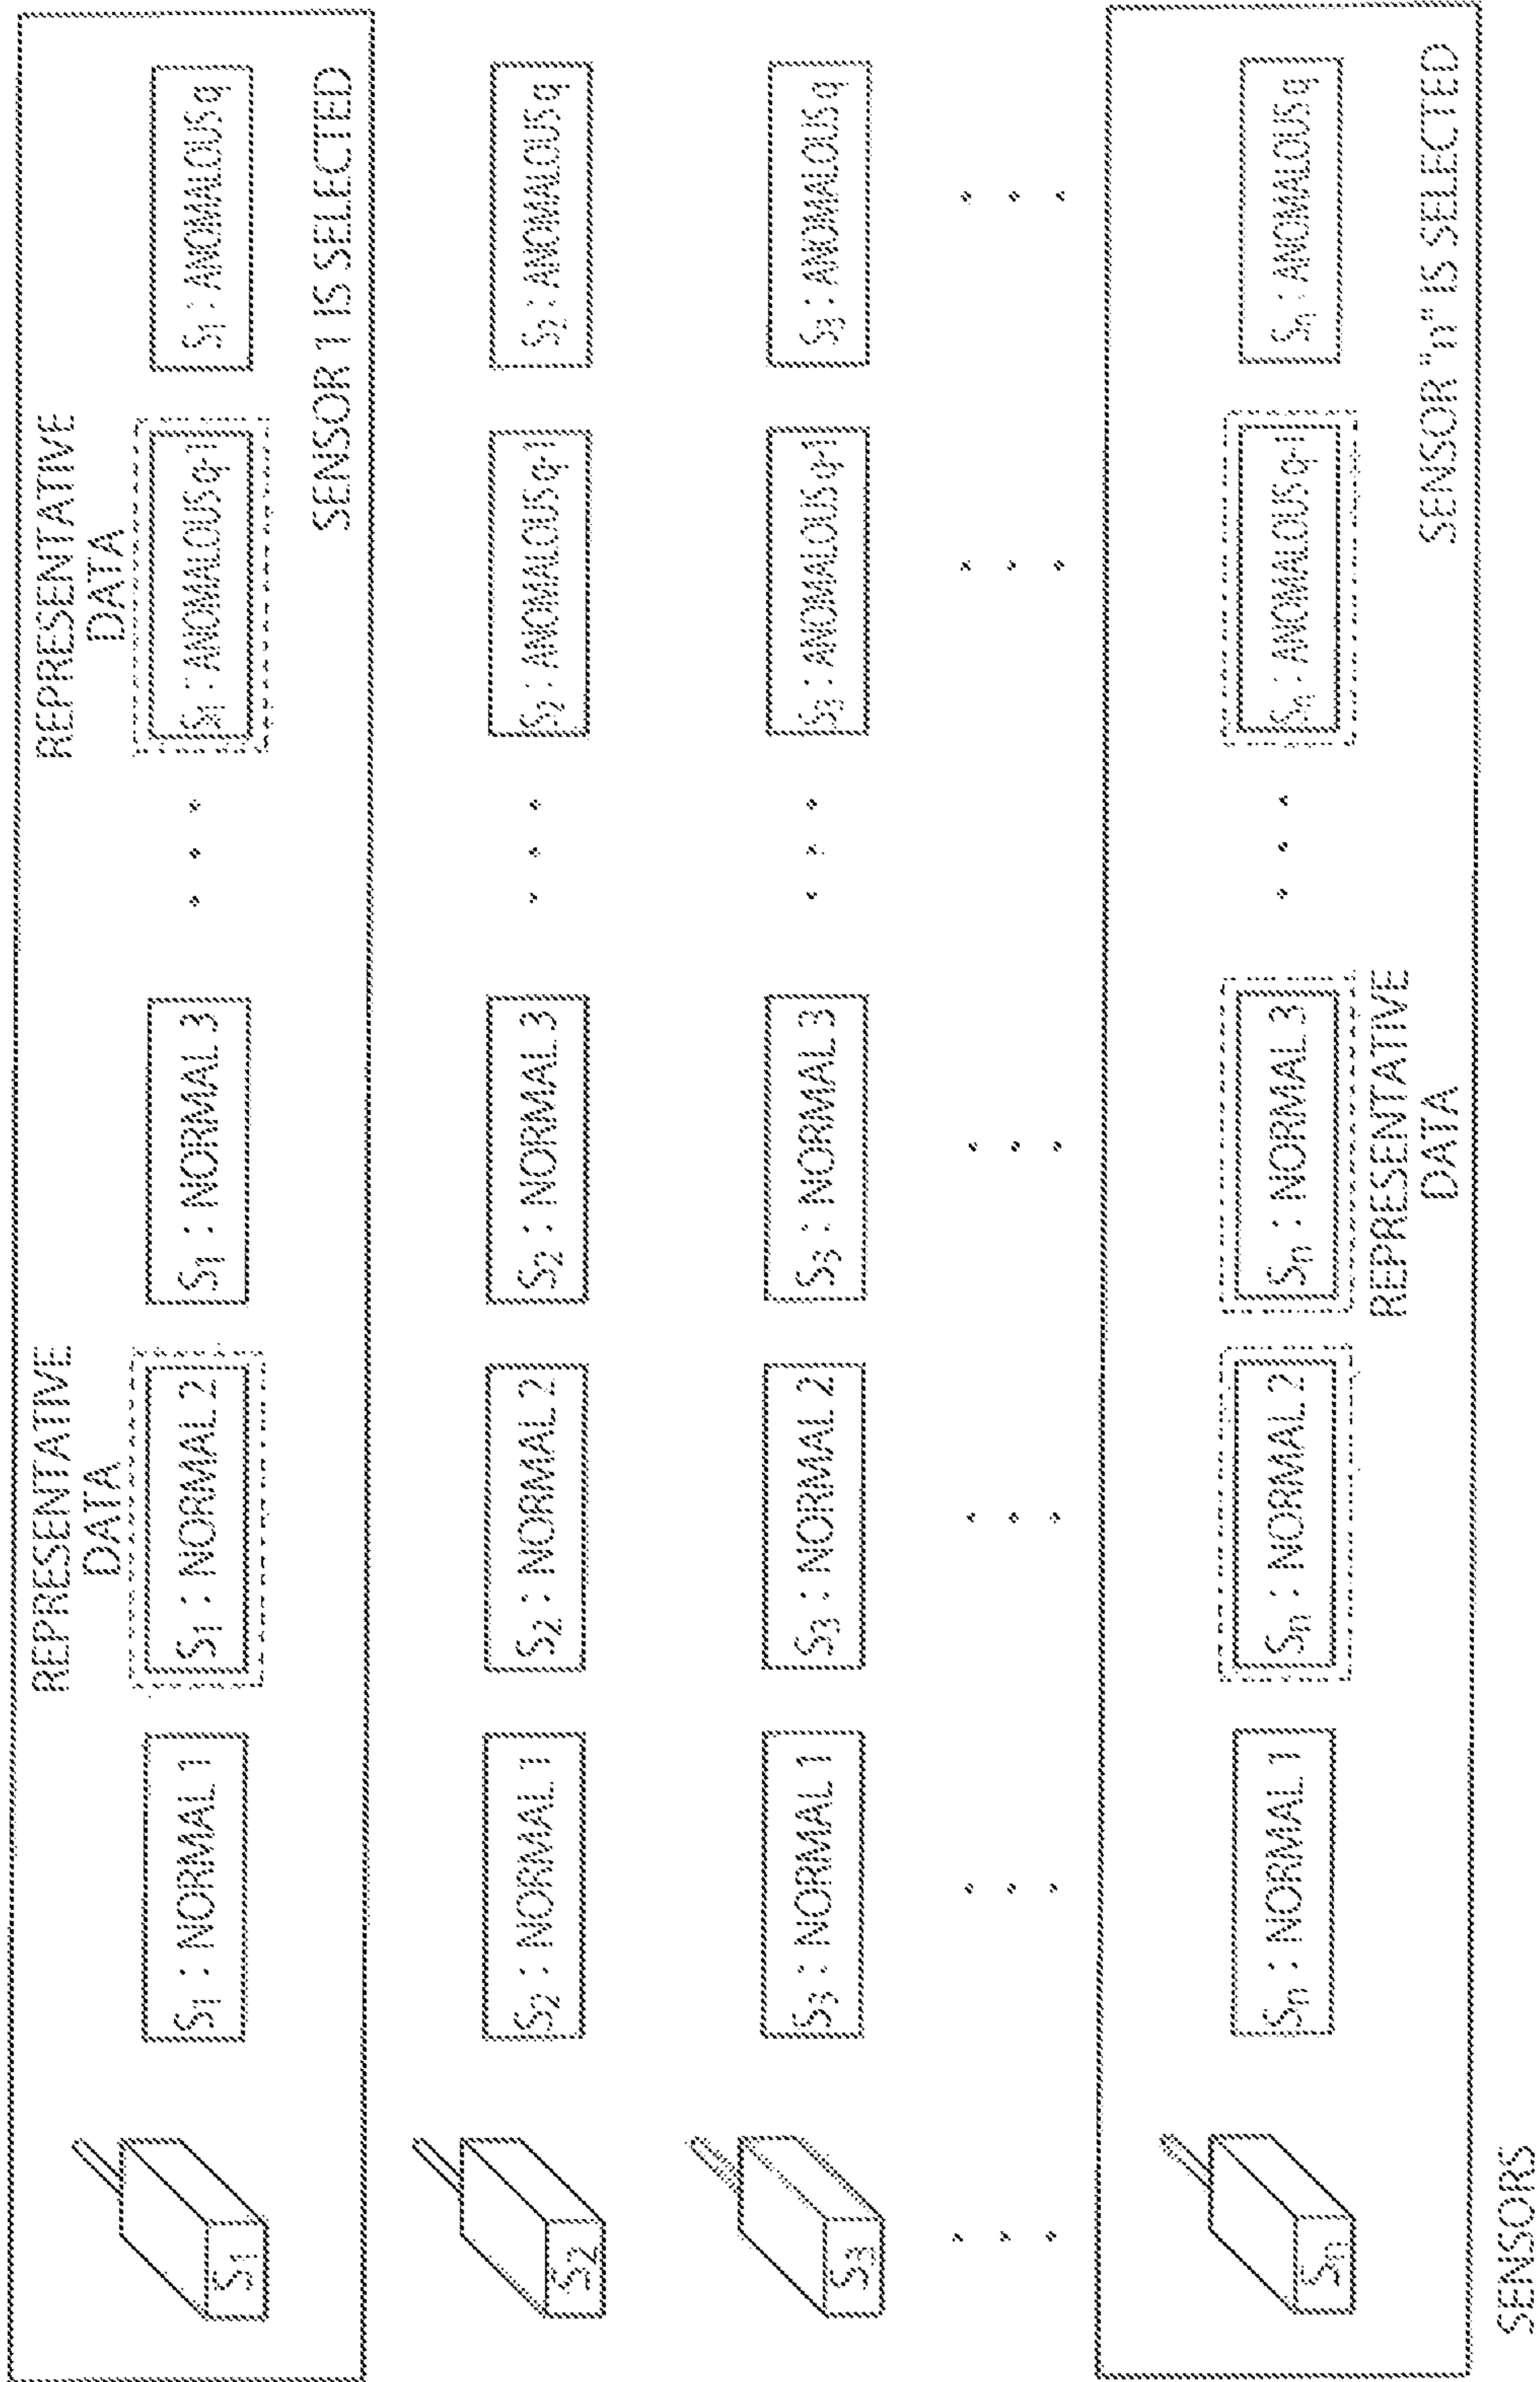 REPRESENTATIVE
DATA
REPRESENTATIVE
DATA
S1
S1 : NORMAL 1
S1 : NORMAL 2
S1 : NORMAL 3
S1 : ANOMALOUS q-1
S1 : ANOMALOUS q
SENSOR 1 IS SELECTED
S2
S2 : NORMAL 1
S2 : NORMAL 2
S2 : NORMAL 3
S2 : ANOMALOUS q-1
S2 : ANOMALOUS q
S3
S3 : NORMAL 1
S3 : NORMAL 2
S3 : NORMAL 3
S3 : ANOMALOUS q-1
S3 : ANOMALOUS q
Sn
Sn : NORMAL 1
Sn : NORMAL 2
Sn : NORMAL 3
Sn : ANOMALOUS q-1
Sn : ANOMALOUS q
REPRESENTATIVE
DATA
SENSOR "n" IS SELECTED
SENSORS